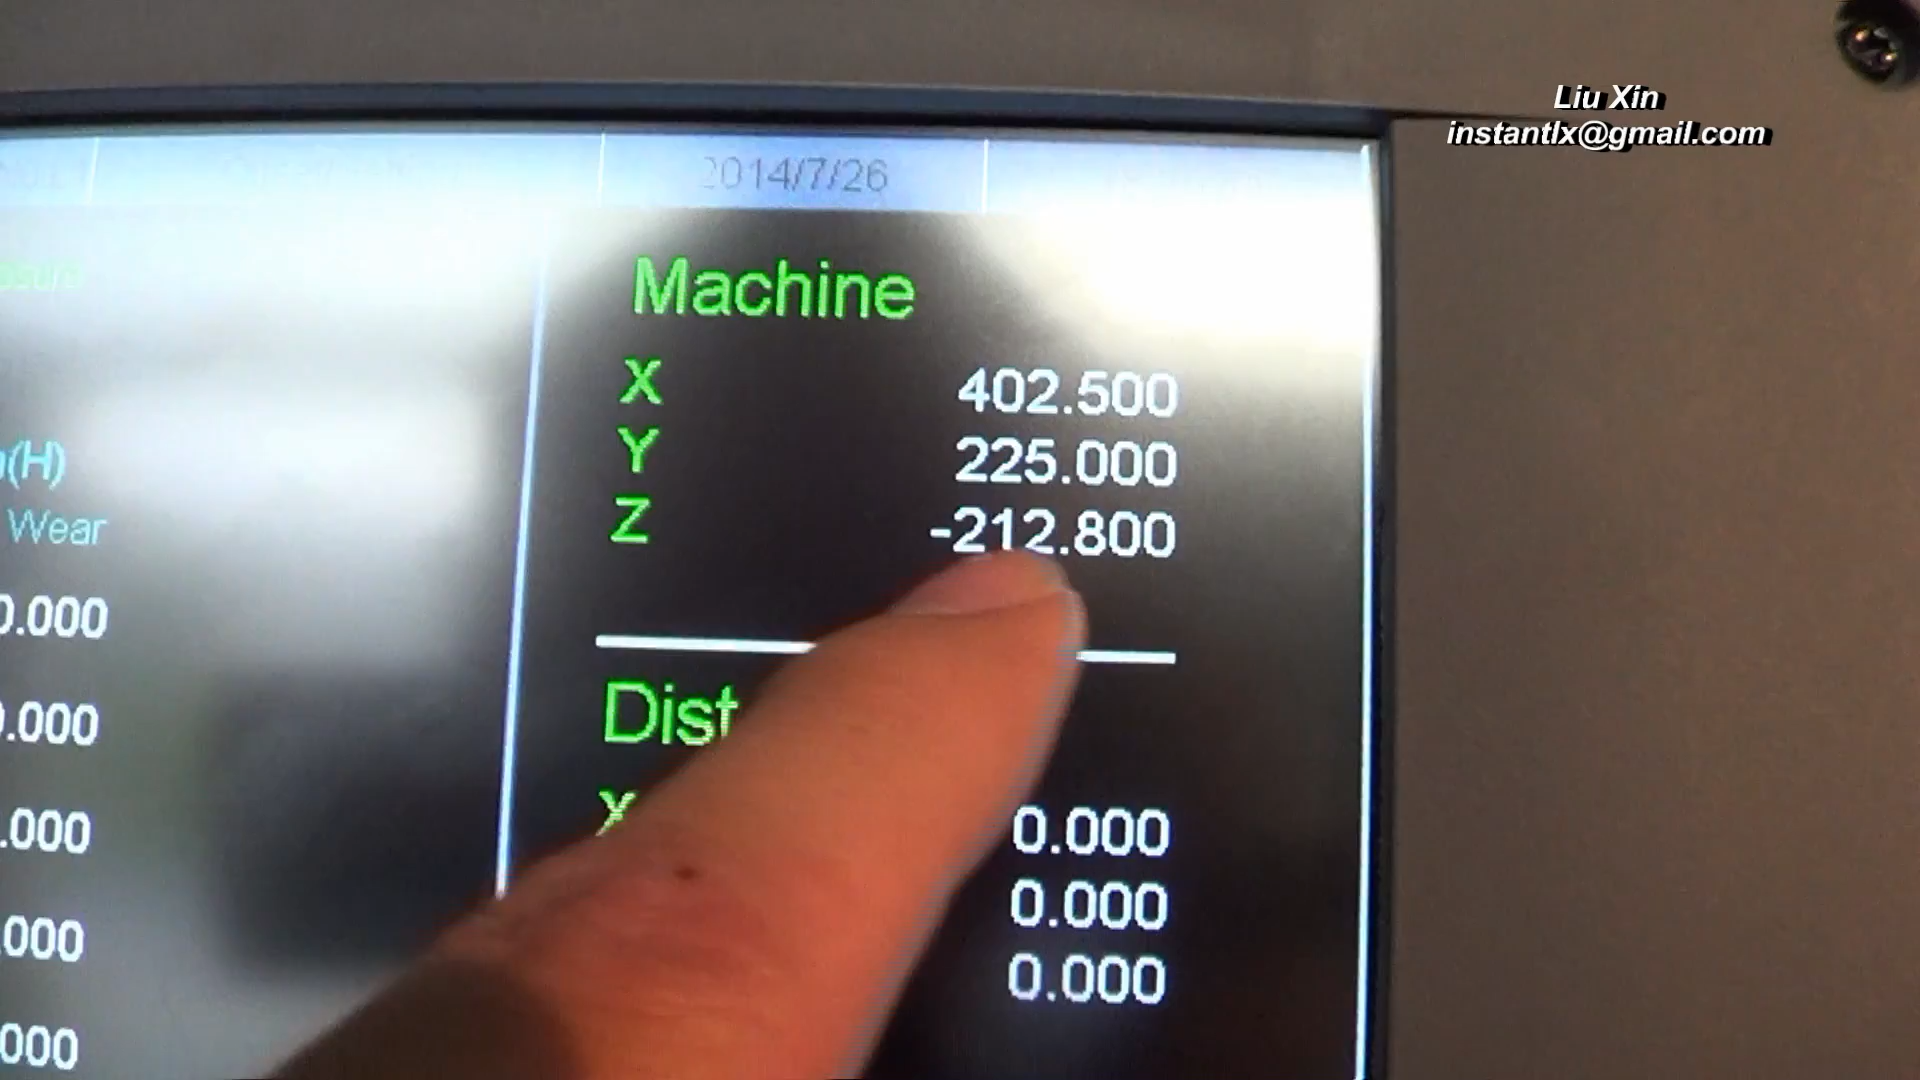 Liu Xin
instantlx@gmail.com
2014/7/26
Machine
X 402.500
Y 225.000
Z -212.800
(H)
Wear
0.000
.000
.000
.000
000
Dist
X 0.000
0.000
0.000